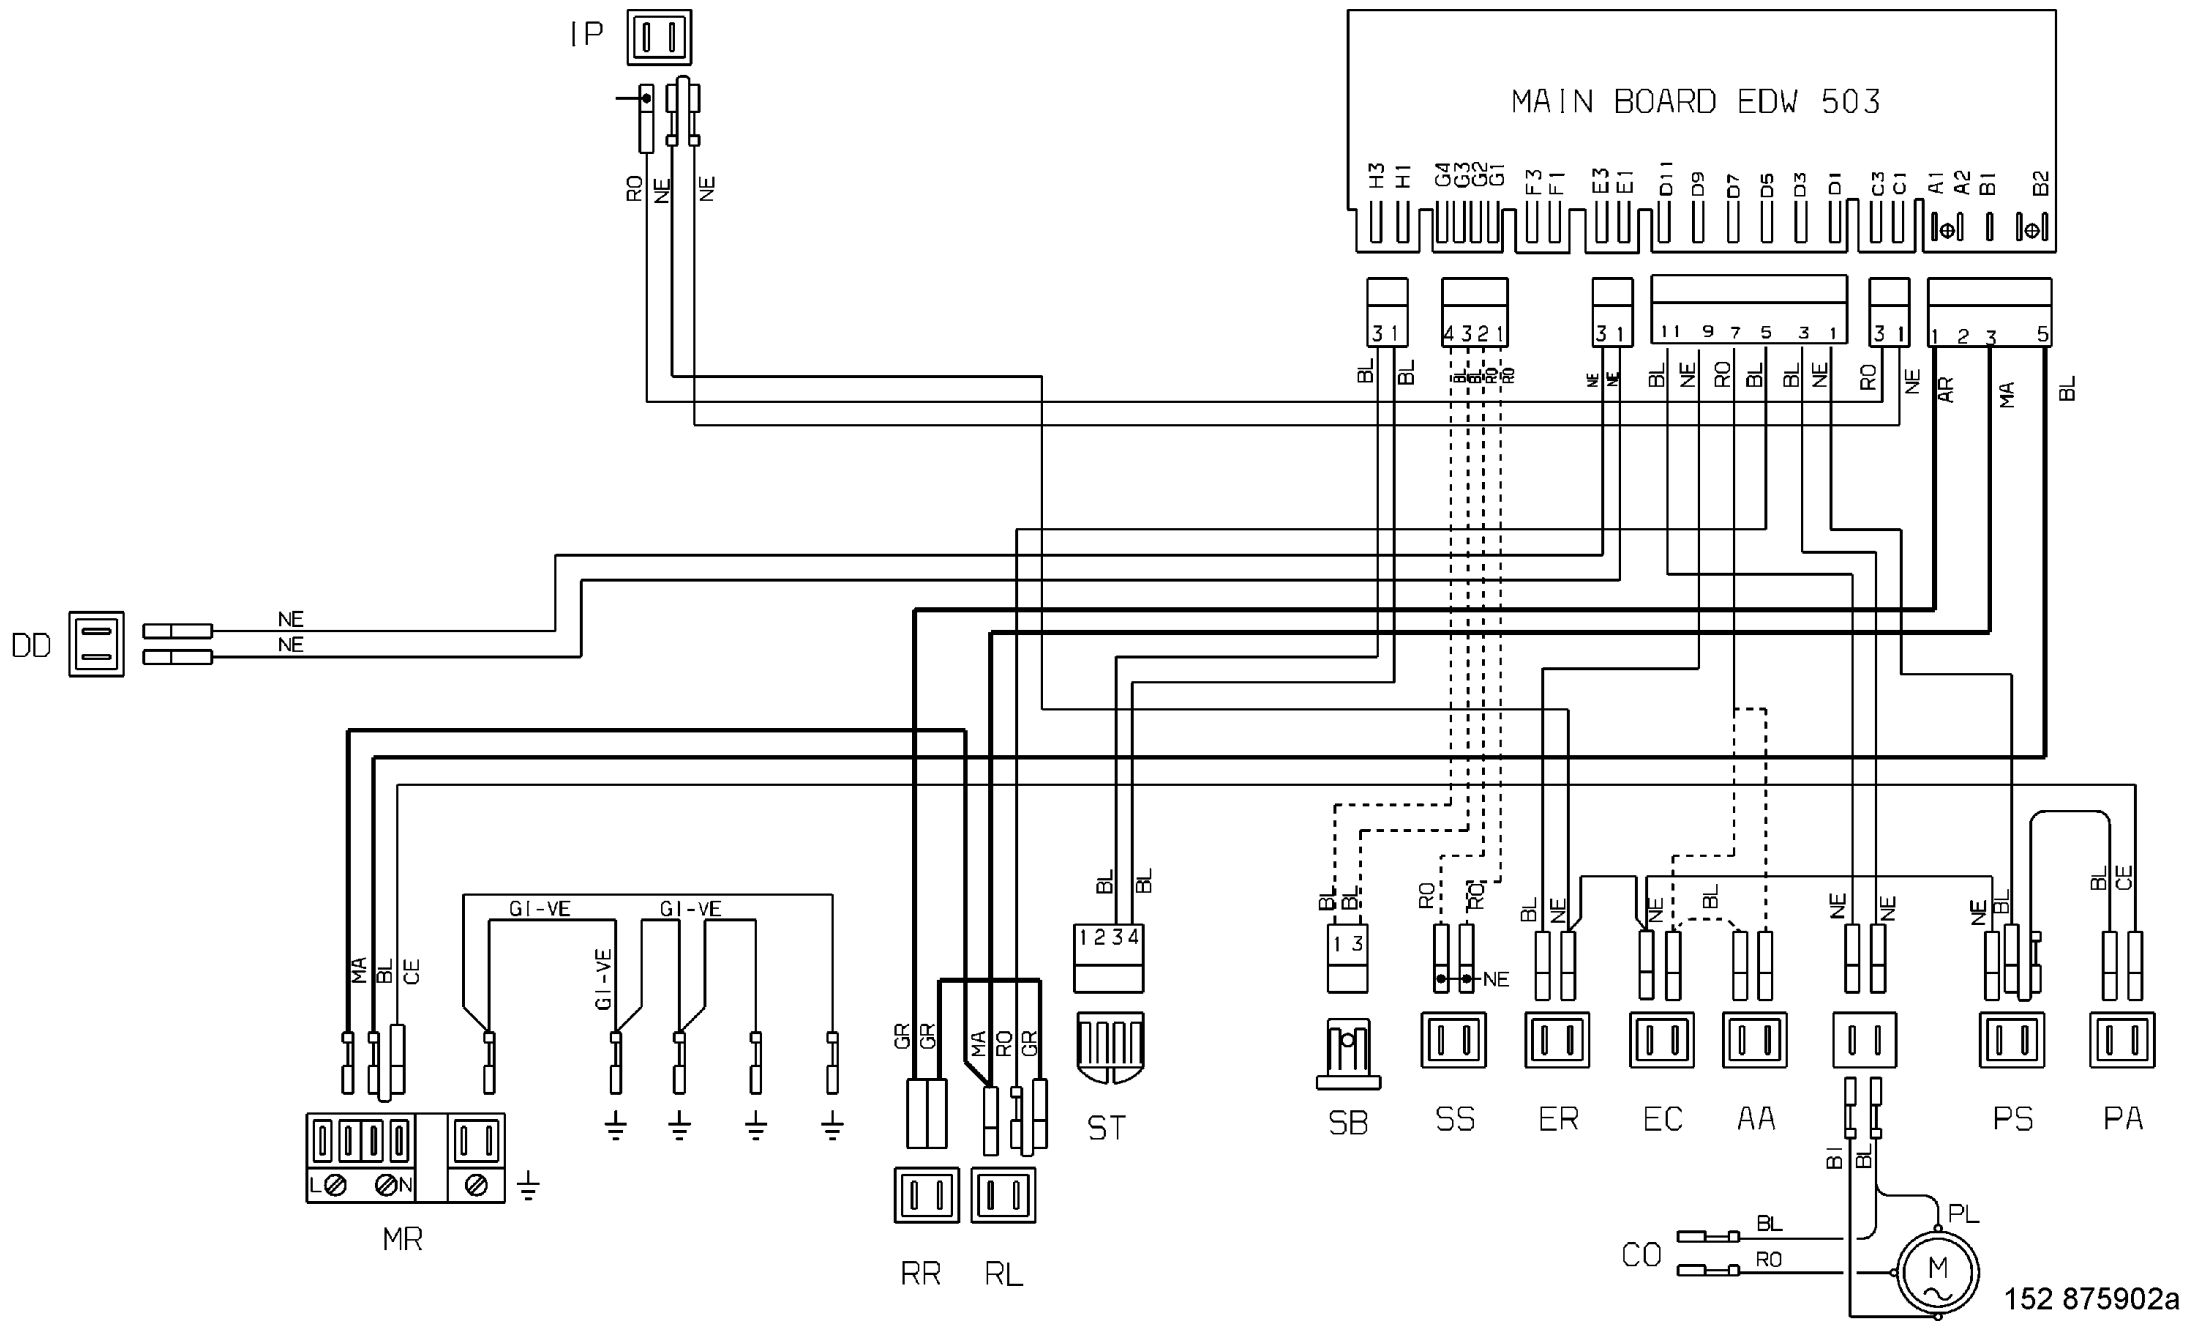 IP
MAIN BOARD EDW 503
H3 H1 G4 G3 G2 G1 F3 F1 E3 E1 D11 D9 D7 D5 D3 D1 C3 C1 A1 A2 B1 B2
RO NE NE
3 1 4 3 2 1 3 1 11 9 7 5 3 1 3 1 1 2 3 5
BL BL BL BL RO RO NE NE BL NE RO BL BL NE RO NE AR MA BL
DD
NE
NE
BL BL BL BL RO RO BL NE NE BL NE NE NE BL BL CE
GI-VE GI-VE
GI-VE
MA BL CE
1 2 3 4 1 3
NE
GR GR MA RO GR
ST SB SS ER EC AA PS PA
BI BL
L N
MR
RR RL
CO
BL
RO
PL
M
152 875902a